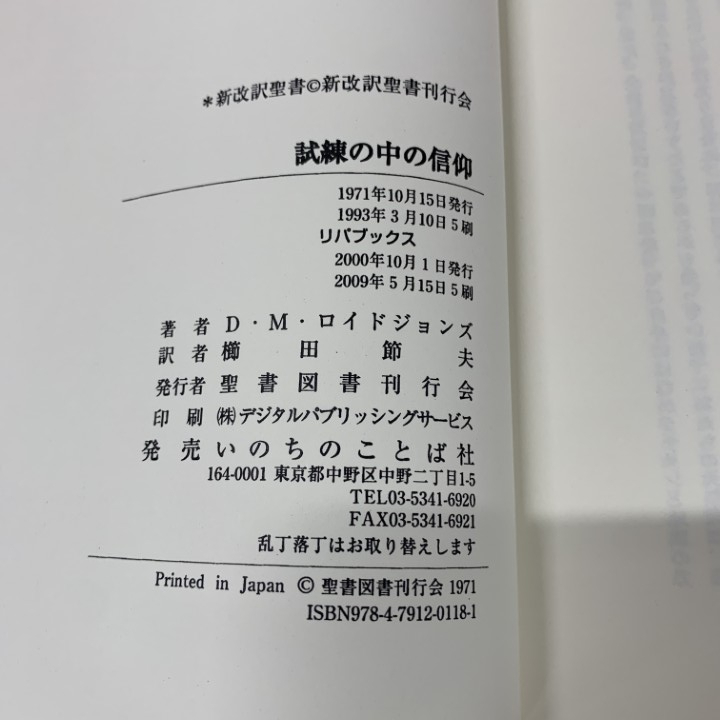 *新改訳聖書©新改訳聖書刊行会
試練の中の信仰
1971年10月15日発行
1993年3月10日5刷
リバブックス
2000年10月1日発行
2009年5月15日5刷
著者 D・M・ロイドジョンズ
訳者 櫛田節夫
発行者 聖書図書刊行会
印刷 ㈱デジタルパブリッシングサービス
発売 いのちのことば社
164-0001 東京都中野区中野二丁目1-5
TEL03-5341-6920
FAX03-5341-6921
乱丁落丁はお取り替えします
Printed in Japan © 聖書図書刊行会 1971
ISBN978-4-7912-0118-1